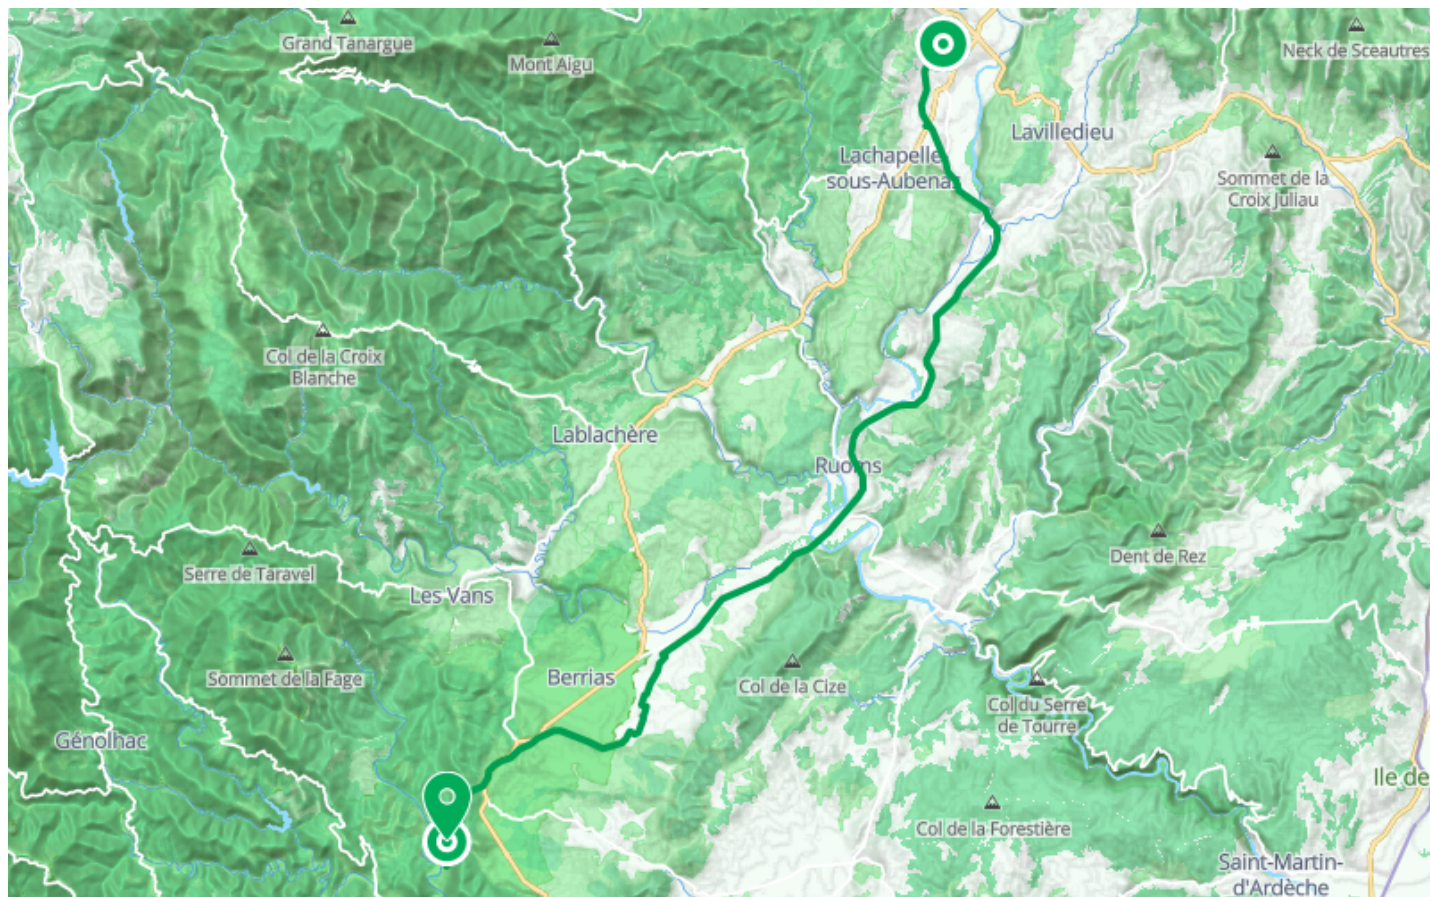 Grand Tanargue
Mont Aigu
Neck de Sceautres
Lavilledieu
Lachapelle
sous-Aubenas
Sommet de la
Croix Juliau
Col de la Croix
Blanche
Lablachère
Ruoms
Serre de Taravel
Les Vans
Dent de Rez
Sommet de la Fage
Berrias
Col de la Cize
Col du Serre
de Tourre
Génolhac
Ile de
Col de la Forestière
Saint-Martin-
d'Ardèche